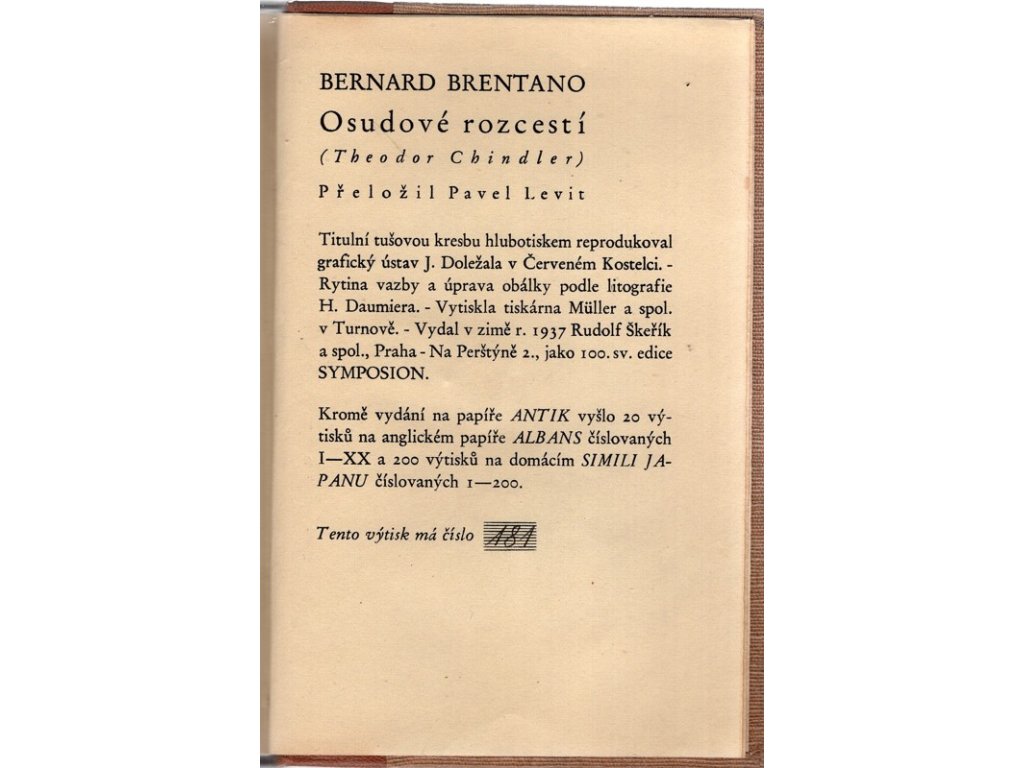 BERNARD BRENTANO
Osudové rozcestí
(Theodor Chindler)
Přeložil Pavel Levit
Titulní tušovou kresbu hlubotiskem reprodukoval
grafický ústav J. Doležala v Červeném Kostelci. -
Rytina vazby a úprava obálky podle litografie
H. Daumiera. - Vytiskla tiskárna Müller a spol.
v Turnově. - Vydal v zimě r. 1937 Rudolf Škeřík
a spol., Praha - Na Perštýně 2., jako 100. sv. edice
SYMPOSION.
Kromě vydání na papíře ANTIK vyšlo 20 vý-
tisků na anglickém papíře ALBANS číslovaných
I—XX a 200 výtisků na domácím SIMILI JA-
PANU číslovaných 1—200.
Tento výtisk má číslo 181